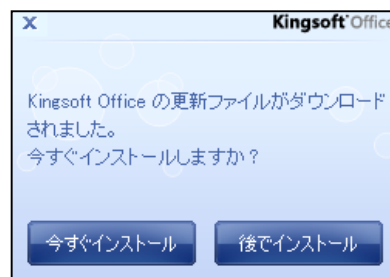 Kingsoft Office
Kingsoft Office の更新ファイルがダウンロード
されました。
今すぐインストールしますか？
今すぐインストール
後でインストール